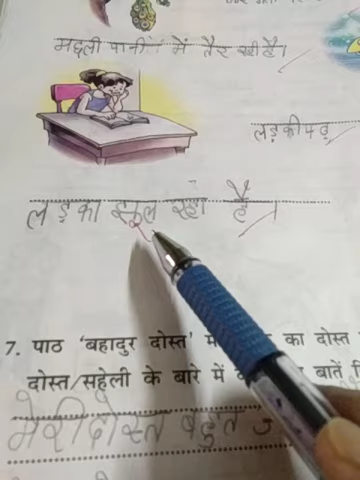 मछली पानी में तैर रही है।
लड़की पढ़
लड़का स्कूल रहा है।
7. पाठ 'बहादुर दोस्त' में का दोस्त
दोस्त/सहेली के बारे में बातें
मेरी दोस्त बहुत